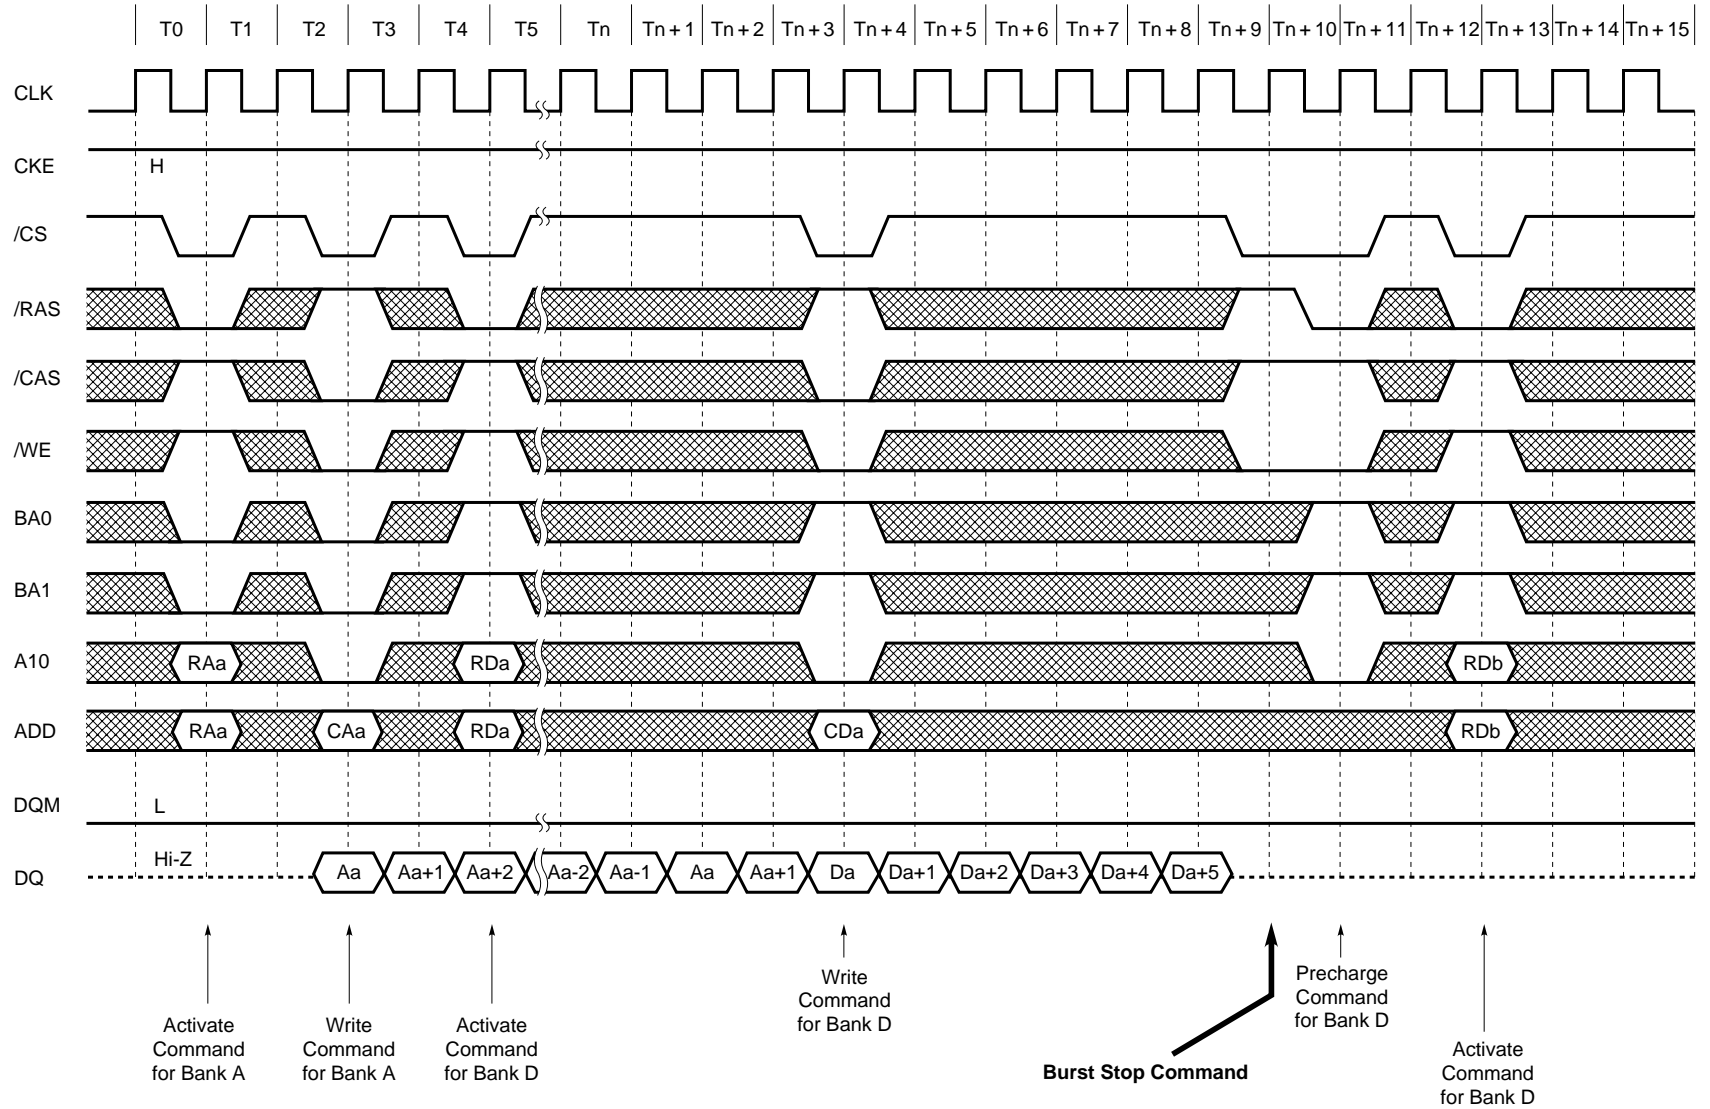 T0 T1 T2 T3 T4 T5 Tn Tn + 1 Tn + 2 Tn + 3 Tn + 4 Tn + 5 Tn + 6 Tn + 7 Tn + 8 Tn + 9 Tn + 10 Tn + 11 Tn + 12 Tn + 13 Tn + 14 Tn + 15
CLK
CKE H
/CS
/RAS
/CAS
/WE
BA0
BA1
A10 RAa RDa RDb
ADD RAa CAa RDa CDa RDb
DQM L
Hi-Z
DQ Aa Aa+1 Aa+2 Aa-2 Aa-1 Aa Aa+1 Da Da+1 Da+2 Da+3 Da+4 Da+5
Activate
Command
for Bank A
Write
Command
for Bank A
Activate
Command
for Bank D
Write
Command
for Bank D
Burst Stop Command
Precharge
Command
for Bank D
Activate
Command
for Bank D